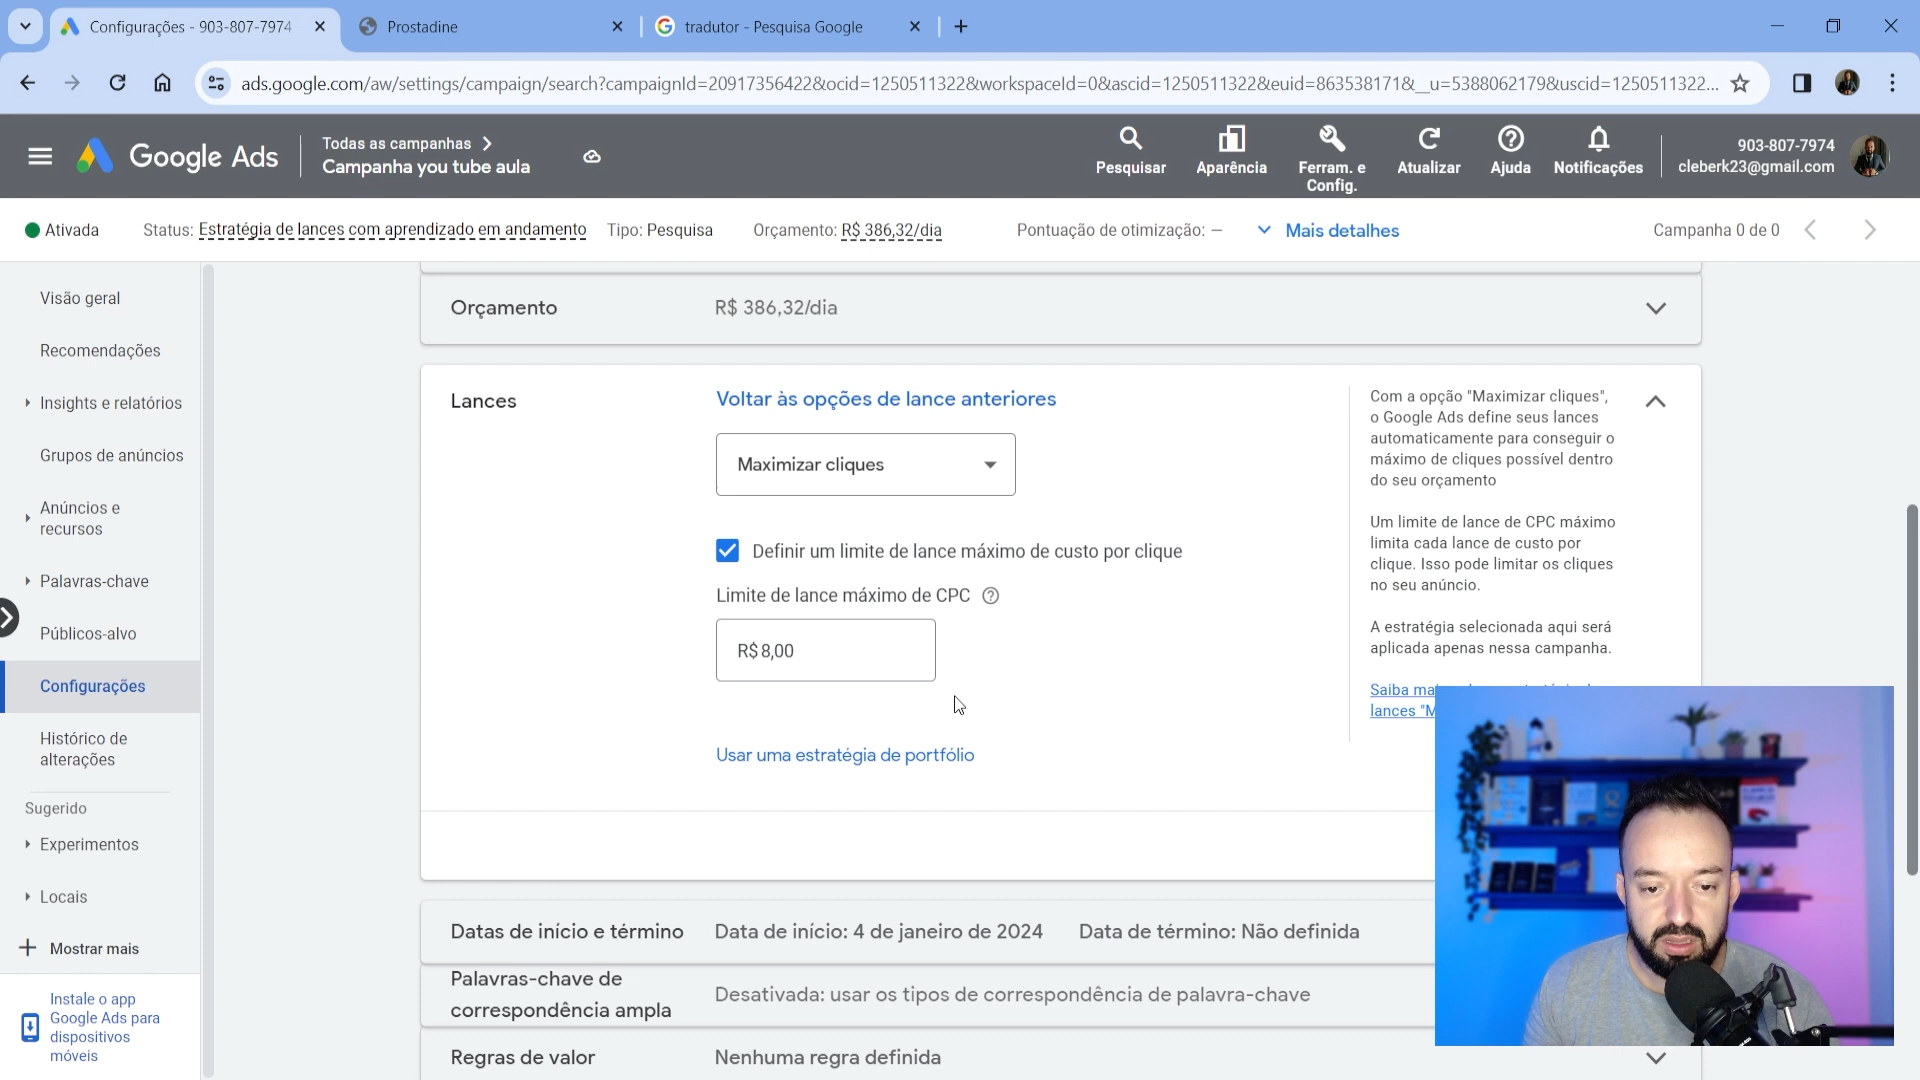 Configurações - 903-807-7974
Prostadine
tradutor - Pesquisa Google
ads.google.com/aw/settings/campaign/search?campaignId=20917356422&ocid=1250511322&workspaceId=0&ascid=1250511322&euid=863538171&__u=5388062179&uscid=1250511322...
Google Ads
Todas as campanhas
Campanha you tube aula
Pesquisar
Aparência
Ferram. e
Config.
Atualizar
Ajuda
Notificações
903-807-7974
cleberk23@gmail.com
Ativada
Status: Estratégia de lances com aprendizado em andamento
Tipo: Pesquisa
Orçamento: R$ 386,32/dia
Pontuação de otimização: –
Mais detalhes
Campanha 0 de 0
Visão geral
Recomendações
Insights e relatórios
Grupos de anúncios
Anúncios e
recursos
Palavras-chave
Públicos-alvo
Configurações
Histórico de
alterações
Sugerido
Experimentos
Locais
Mostrar mais
Instale o app
Google Ads para
dispositivos
móveis
Orçamento
R$ 386,32/dia
Lances
Voltar às opções de lance anteriores
Maximizar cliques
Definir um limite de lance máximo de custo por clique
Limite de lance máximo de CPC
R$ 8,00
Usar uma estratégia de portfólio
Com a opção "Maximizar cliques",
o Google Ads define seus lances
automaticamente para conseguir o
máximo de cliques possível dentro
do seu orçamento
Um limite de lance de CPC máximo
limita cada lance de custo por
clique. Isso pode limitar os cliques
no seu anúncio.
A estratégia selecionada aqui será
aplicada apenas nessa campanha.
Saiba
lances
Datas de início e término
Data de início: 4 de janeiro de 2024
Data de término: Não definida
Palavras-chave de
correspondência ampla
Desativada: usar os tipos de correspondência de palavra-chave
Regras de valor
Nenhuma regra definida